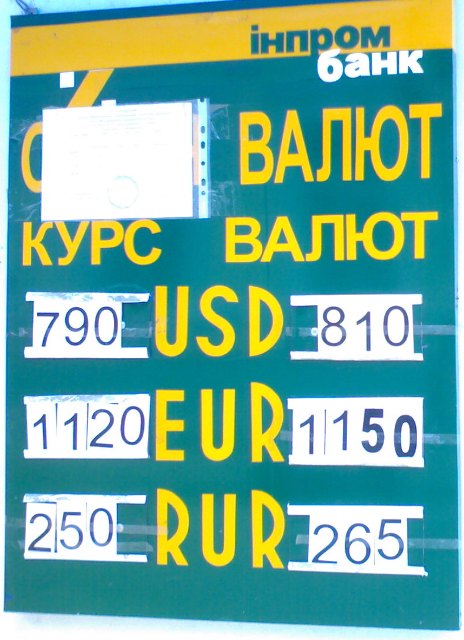 інпром
банк
ВАЛЮТ
КУРС ВАЛЮТ
790 USD 810
1120 EUR 1150
250 RUR 265